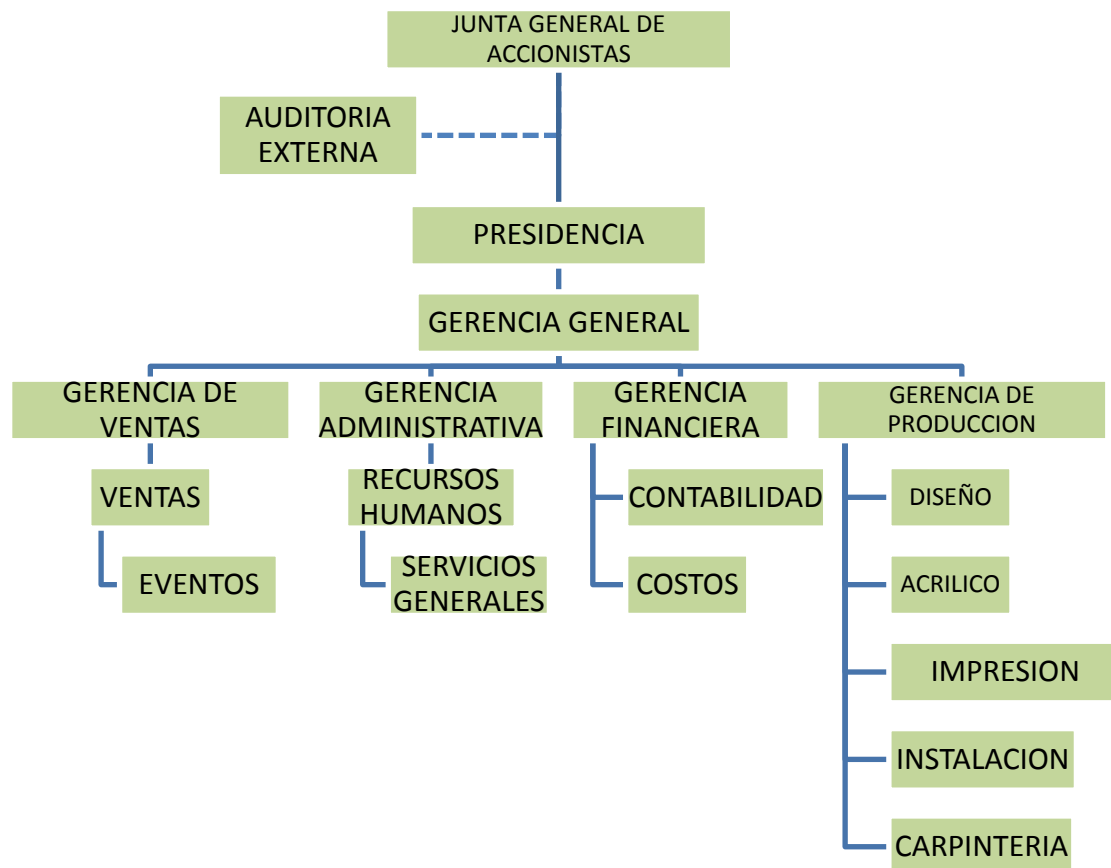 JUNTA GENERAL DE
ACCIONISTAS
AUDITORIA
EXTERNA
PRESIDENCIA
GERENCIA GENERAL
GERENCIA DE
VENTAS
GERENCIA
ADMINISTRATIVA
GERENCIA
FINANCIERA
GERENCIA DE
PRODUCCION
VENTAS
EVENTOS
RECURSOS
HUMANOS
SERVICIOS
GENERALES
CONTABILIDAD
COSTOS
DISEÑO
ACRILICO
IMPRESION
INSTALACION
CARPINTERIA